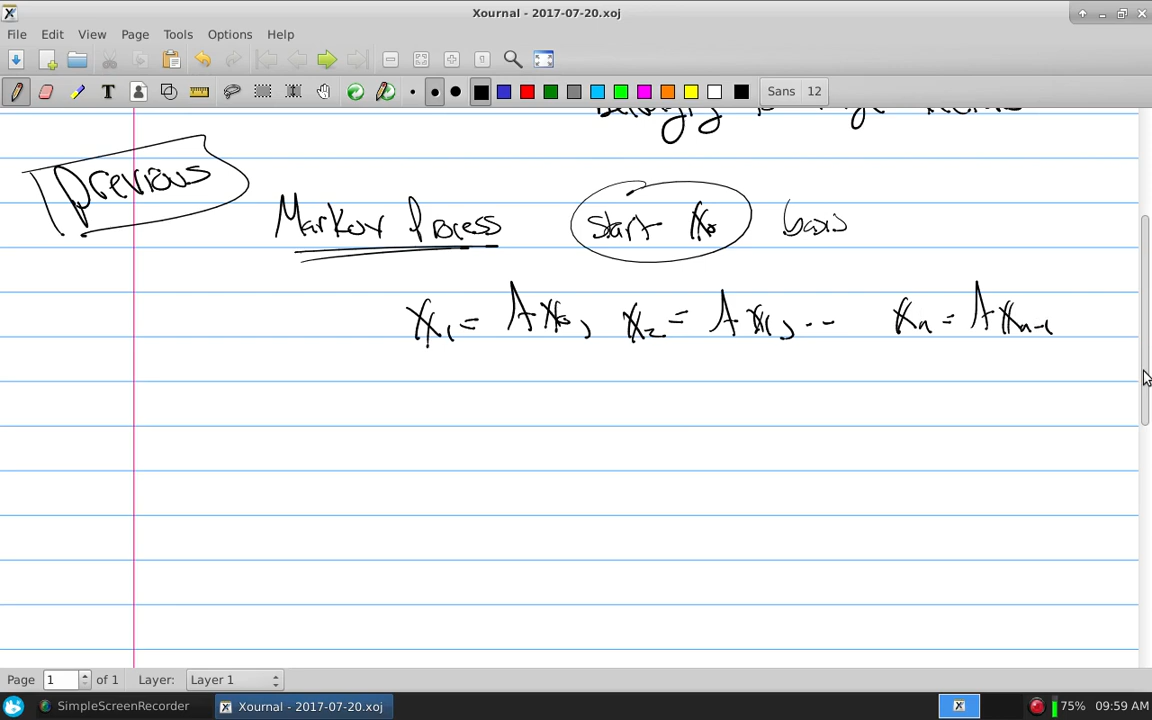 Xournal - 2017-07-20.xoj
File Edit View Page Tools Options Help
Sans 12
previous
Markov Process start x₀ basis
x₁ = Ax₀, x₂ = Ax₁, ... xₙ = Axₙ₋₁
Page 1 of 1 Layer: Layer 1
SimpleScreenRecorder Xournal - 2017-07-20.xoj 75% 09:59 AM